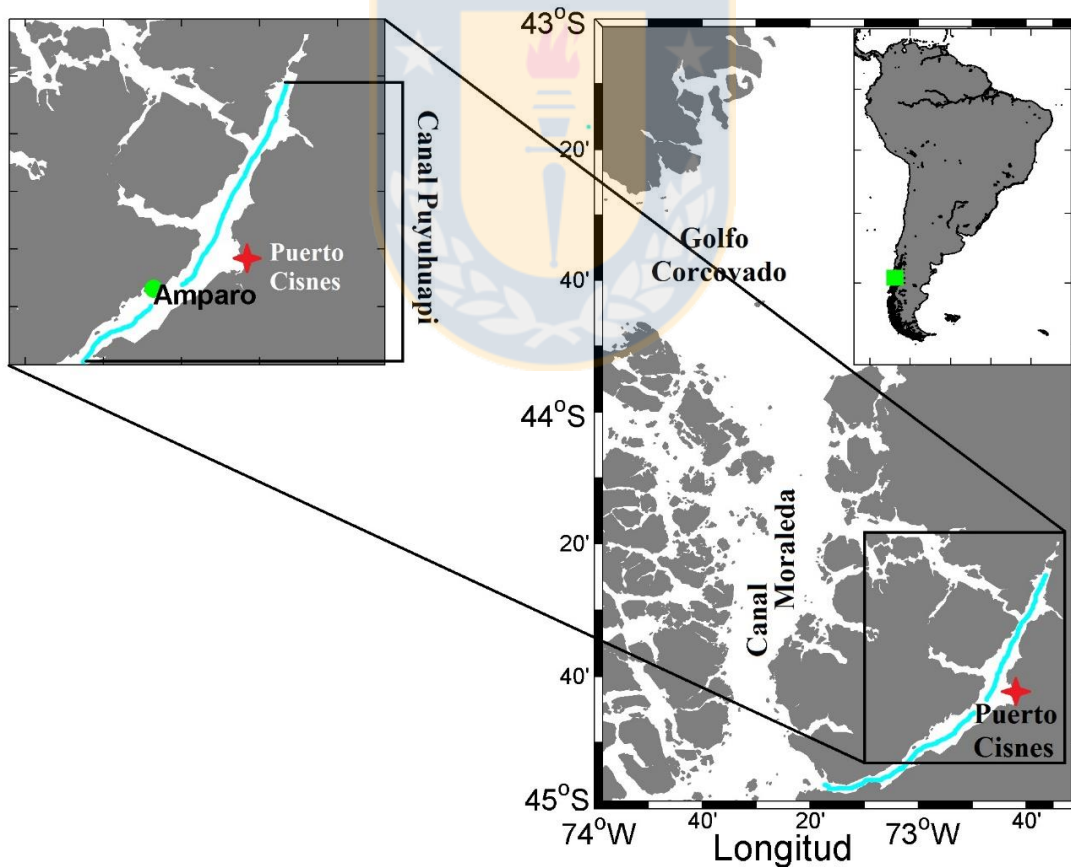 Canal Puyuhuapi
Puerto
Cisnes
Amparo
43°S
20'
40'
44°S
20'
40'
45°S
Golfo
Corcovado
Canal
Moraleda
Puerto
Cisnes
74°W
40'
20'
73°W
40'
Longitud